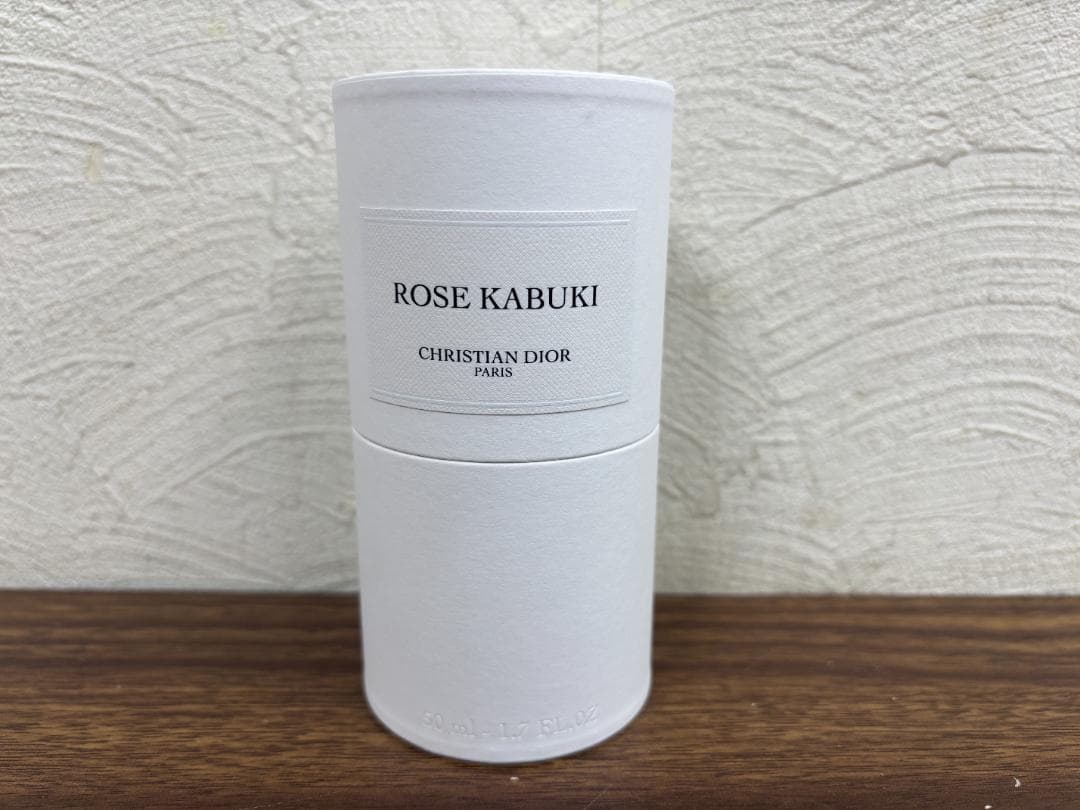 ROSE KABUKI
CHRISTIAN DIOR
PARIS
50 ml - 1.7 FL.OZ